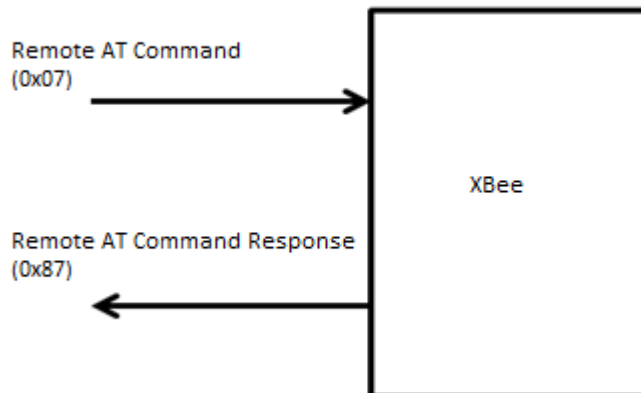 Remote AT Command
(0x07)
XBee
Remote AT Command Response
(0x87)